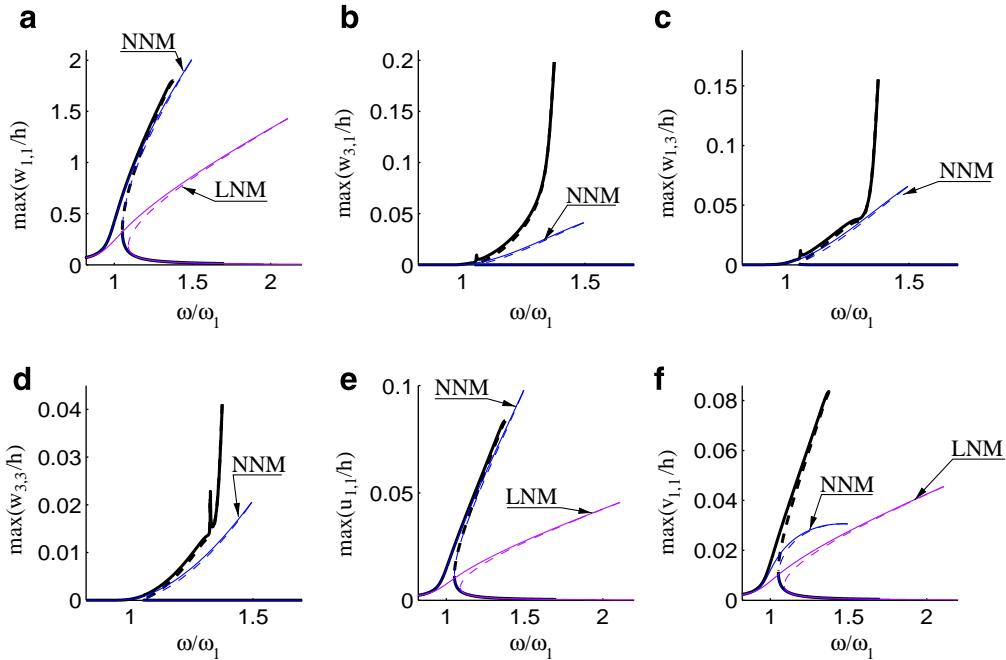 a
NNM
LNM
max(w1,1/h)
2
1.5
1
0.5
0
1 1.5 2
ω/ω1
b
NNM
max(w3,1/h)
0.2
0.15
0.1
0.05
0
1 1.5
ω/ω1
c
NNM
max(w1,3/h)
0.15
0.10
0.05
0
1 1.5
ω/ω1
d
NNM
max(w3,3/h)
0.04
0.03
0.02
0.01
0
1 1.5
ω/ω1
e
NNM
LNM
max(u1,1/h)
0.1
0.05
0
1 1.5 2
ω/ω1
f
LNM
NNM
max(v1,1/h)
0.08
0.06
0.04
0.02
0
1 1.5 2
ω/ω1